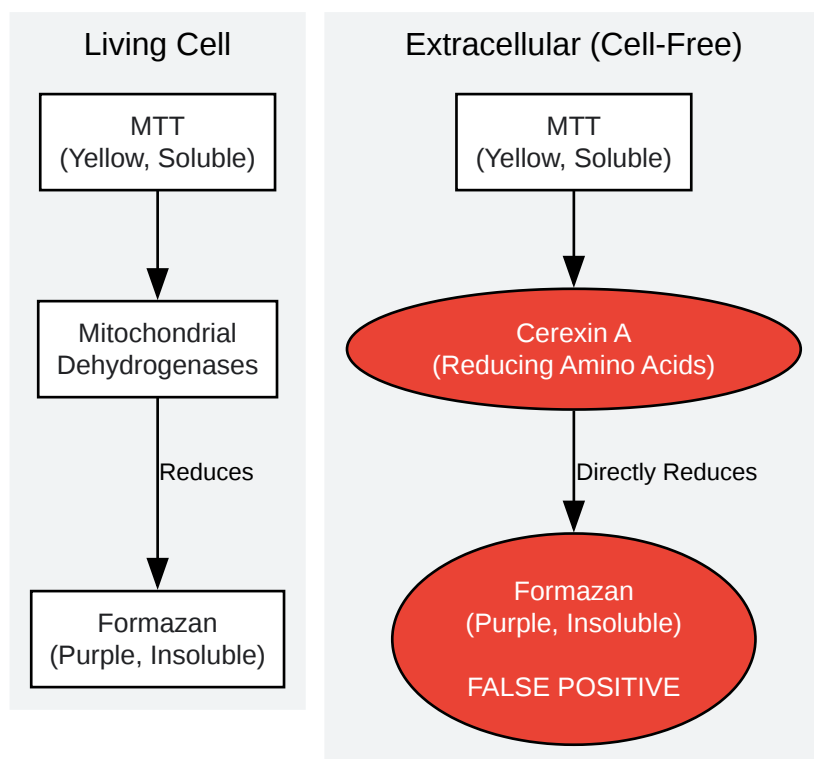 Living Cell
MTT
(Yellow, Soluble)
Mitochondrial
Dehydrogenases
Reduces
Formazan
(Purple, Insoluble)
Extracellular (Cell-Free)
MTT
(Yellow, Soluble)
Cerexin A
(Reducing Amino Acids)
Directly Reduces
Formazan
(Purple, Insoluble)
FALSE POSITIVE